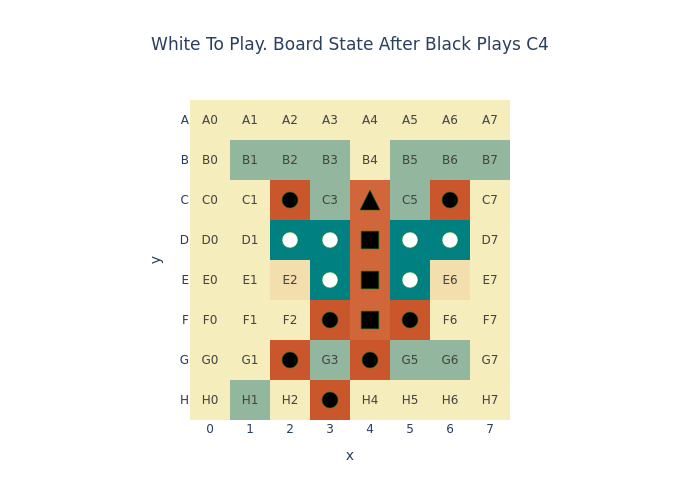 White To Play. Board State After Black Plays C4
A A0 A1 A2 A3 A4 A5 A6 A7
B B0 B1 B2 B3 B4 B5 B6 B7
C C0 C1 C3 C5 C7
D D0 D1 D7
y
E E0 E1 E2 E6 E7
F F0 F1 F2 F6 F7
G G0 G1 G3 G5 G6 G7
H H0 H1 H2 H4 H5 H6 H7
0 1 2 3 4 5 6 7
x